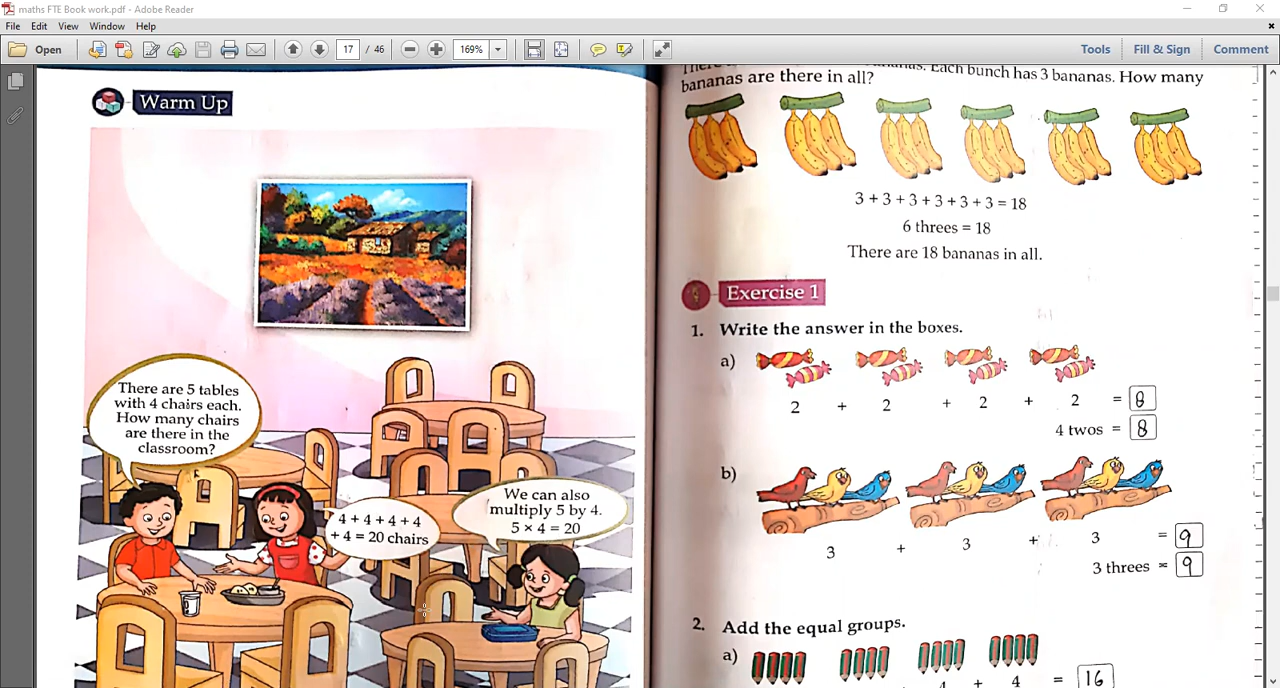 maths FTE Book work.pdf - Adobe Reader
File Edit View Window Help
Open 17 / 46 169% Tools Fill & Sign Comment
Warm Up
There are 5 tables
with 4 chairs each.
How many chairs
are there in the
classroom?
4 + 4 + 4 + 4
+ 4 = 20 chairs
We can also
multiply 5 by 4.
5 × 4 = 20
Each bunch has 3 bananas. How many
bananas are there in all?
3 + 3 + 3 + 3 + 3 + 3 = 18
6 threes = 18
There are 18 bananas in all.
Exercise 1
1. Write the answer in the boxes.
a)
2 + 2 + 2 + 2 = 8
4 twos = 8
b)
3 + 3 + 3 = 9
3 threes = 9
2. Add the equal groups.
a)
4 + 4 = 16